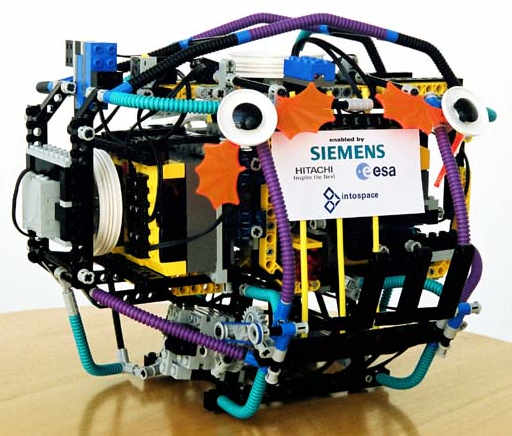 enabled by
SIEMENS
HITACHI
Inspire the Next
esa
intospace